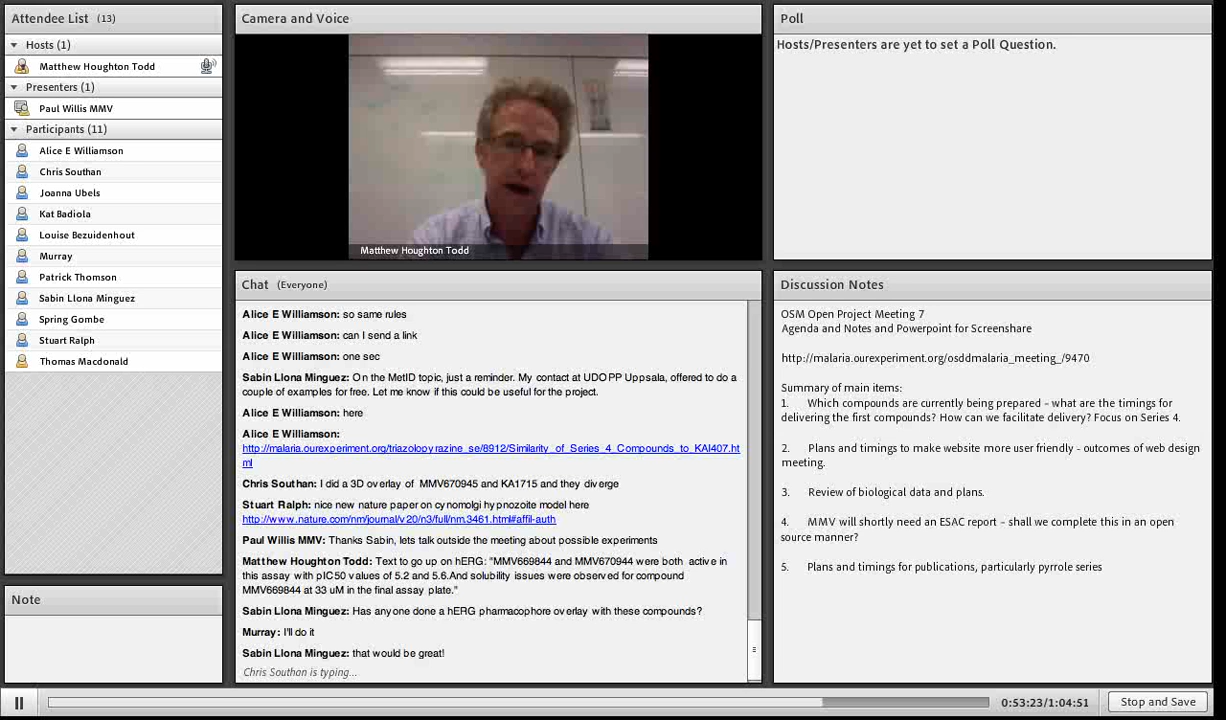 Attendee List (13)
Hosts (1)
Matthew Houghton Todd
Presenters (1)
Paul Willis MMV
Participants (11)
Alice E Williamson
Chris Southan
Joanna Ubels
Kat Badiola
Louise Bezuidenhout
Murray
Patrick Thomson
Sabin Llona Minguez
Spring Gombe
Stuart Ralph
Thomas Macdonald
Note
Camera and Voice
Matthew Houghton Todd
Chat (Everyone)
Alice E Williamson: so same rules
Alice E Williamson: can I send a link
Alice E Williamson: one sec
Sabin Llona Minguez: On the MetID topic, just a reminder. My contact at UDOPP Uppsala, offered to do a
couple of examples for free. Let me know if this could be useful for the project.
Alice E Williamson: here
Alice E Williamson:
http://malaria.ourexperiment.org/triazolopyrazine_se/8912/Similarity_of_Series_4_Compounds_to_KAI407.ht
ml
Chris Southan: I did a 3D overlay of MMV670945 and KA1715 and they diverge
Stuart Ralph: nice new nature paper on cynomolgi hypnozoite model here
http://www.nature.com/nm/journal/v20/n3/full/nm.3461.html#affil-auth
Paul Willis MMV: Thanks Sabin, lets talk outside the meeting about possible experiments
Matthew Houghton Todd: Text to go up on hERG: "MMV669844 and MMV670944 were both active in
this assay with pIC50 values of 5.2 and 5.6.And solubility issues were observed for compound
MMV669844 at 33 uM in the final assay plate."
Sabin Llona Minguez: Has anyone done a hERG pharmacophore overlay with these compounds?
Murray: I'll do it
Sabin Llona Minguez: that would be great!
Chris Southan is typing...
Poll
Hosts/Presenters are yet to set a Poll Question.
Discussion Notes
OSM Open Project Meeting 7
Agenda and Notes and Powerpoint for Screenshare
http://malaria.ourexperiment.org/osddmalaria_meeting_/9470
Summary of main items:
1. Which compounds are currently being prepared – what are the timings for
delivering the first compounds? How can we facilitate delivery? Focus on Series 4.
2. Plans and timings to make website more user friendly – outcomes of web design
meeting.
3. Review of biological data and plans.
4. MMV will shortly need an ESAC report – shall we complete this in an open
source manner?
5. Plans and timings for publications, particularly pyrrole series
0:53:23/1:04:51
Stop and Save